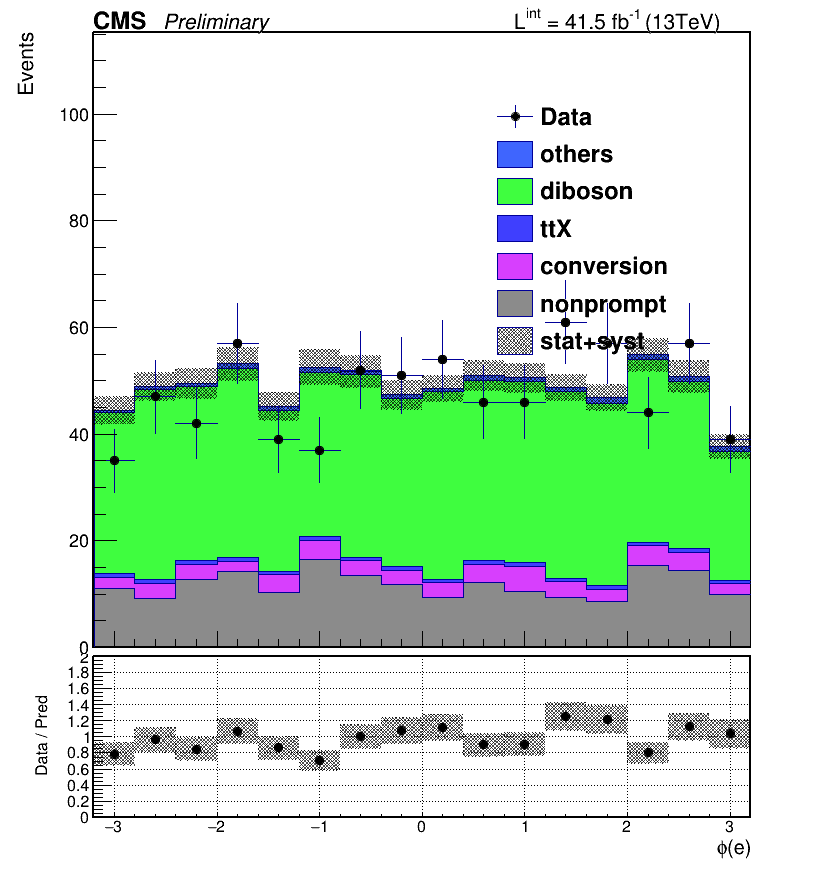 CMS Preliminary L^int = 41.5 fb^-1 (13TeV)
Events
100
80
60
40
20
0
Data
others
diboson
ttX
conversion
nonprompt
stat+syst
Data / Pred
2
1.8
1.6
1.4
1.2
1
0.8
0.6
0.4
0.2
0
−3 −2 −1 0 1 2 3
ϕ(e)